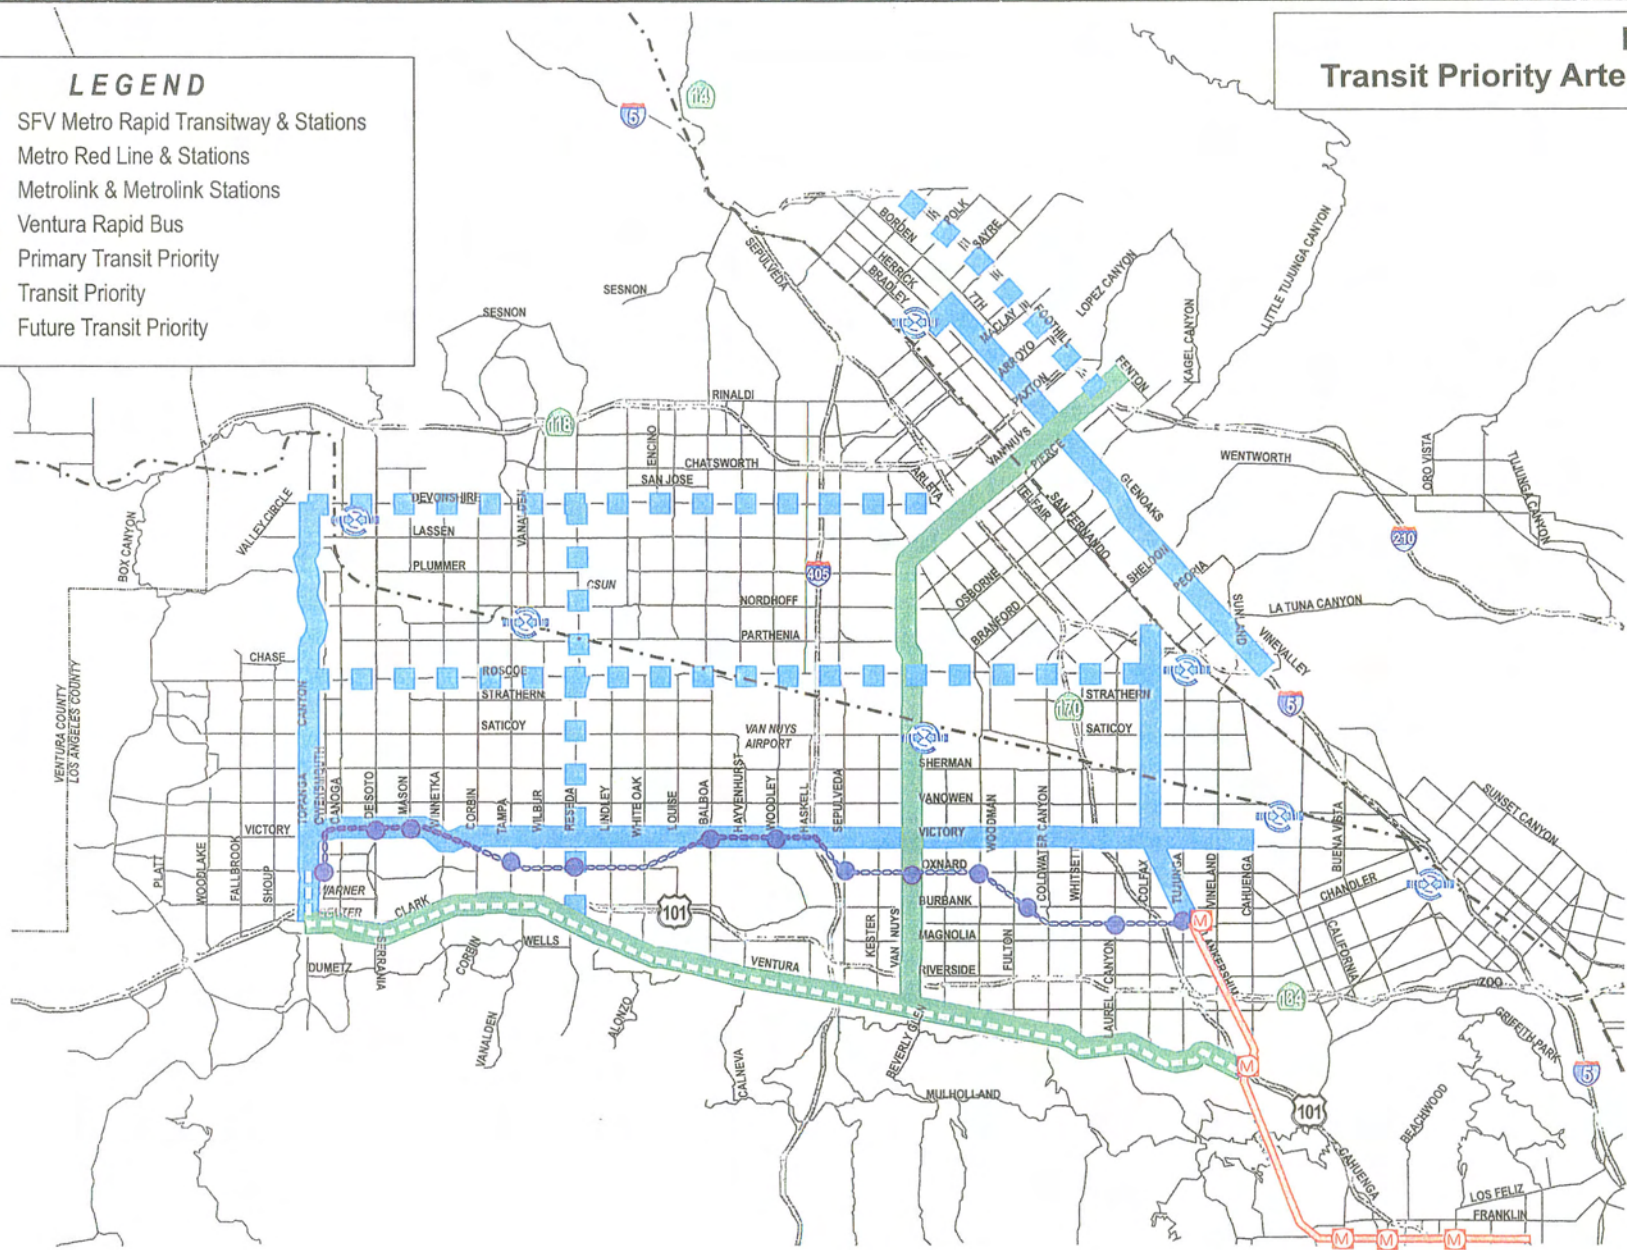 LEGEND
SFV Metro Rapid Transitway & Stations
Metro Red Line & Stations
Metrolink & Metrolink Stations
Ventura Rapid Bus
Primary Transit Priority
Transit Priority
Future Transit Priority
Transit Priority Arte
14
5
BORDEN
POLK
SAYRE
SEPULVEDA
HERRICK
BRADLEY
7TH
MACLAY
FOOTHILL
ARROYO
PAXTON
LOPEZ CANYON
KAGEL CANYON
LITTLE TUJUNGA CANYON
FENTON
SESNON
SESNON
RINALDI
118
ENCINO
CHATSWORTH
SAN JOSE
ARLETA
VAN NUYS
PIERCE
TELFAIR
SAN FERNANDO
GLENOAKS
WENTWORTH
ORO VISTA
TUJUNGA CANYON
210
DEVONSHIRE
VANALDEN
LASSEN
PLUMMER
VALLEY CIRCLE
BOX CANYON
405
CSUN
NORDHOFF
PARTHENIA
OSBORNE
BRANFORD
SHELDON
PEORIA
SUNLAND
LA TUNA CANYON
VINEVALLEY
CHASE
ROSCOE
STRATHERN
SATICOY
STRATHERN
SATICOY
170
5
VENTURA COUNTY
LOS ANGELES COUNTY
VAN NUYS
AIRPORT
SHERMAN
VANOWEN
VICTORY
VICTORY
TOPANGA CANYON
OWENSMOUTH
CANOGA
DESOTO
MASON
WINNETKA
CORBIN
TAMPA
WILBUR
RESEDA
LINDLEY
WHITE OAK
LOUISE
BALBOA
HAYVENHURST
WOODLEY
HASKELL
SEPULVEDA
WOODMAN
COLDWATER CANYON
WHITSETT
COLFAX
TUJUNGA
VINELAND
CAHUENGA
BUENA VISTA
SUNSET CANYON
PLATT
WOODLAKE
FALLBROOK
SHOUP
OXNARD
BURBANK
MAGNOLIA
RIVERSIDE
CHANDLER
CALIFORNIA
CLARK
101
WELLS
CORBIN
SERRANIA
DUMETZ
VENTURA
KESTER
VAN NUYS
FULTON
LAUREL CANYON
LANKERSHIM
M
134
ZOO
GRIFFITH PARK
VANALDEN
ALONZO
CALNEVA
BEVERLY GLEN
MULHOLLAND
M
101
BEACHWOOD
5
CAHUENGA
LOS FELIZ
FRANKLIN
M
M
M